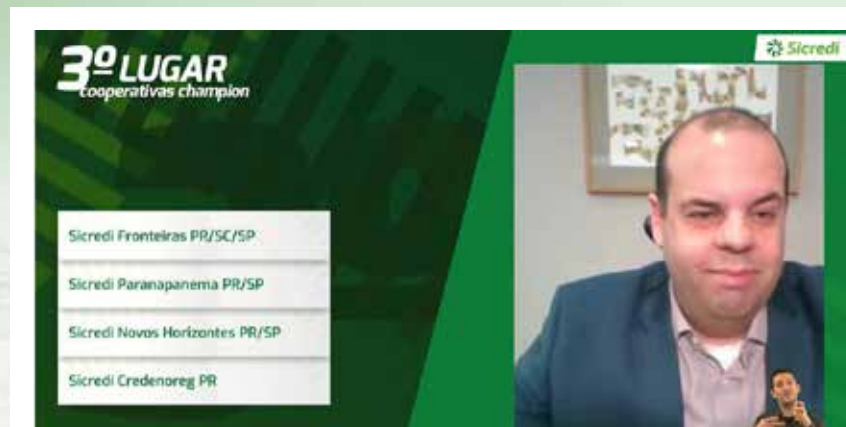 3º LUGAR
cooperativas champion
Sicredi
Sicredi Fronteiras PR/SC/SP
Sicredi Paranapanema PR/SP
Sicredi Novos Horizontes PR/SP
Sicredi Credenoreg PR